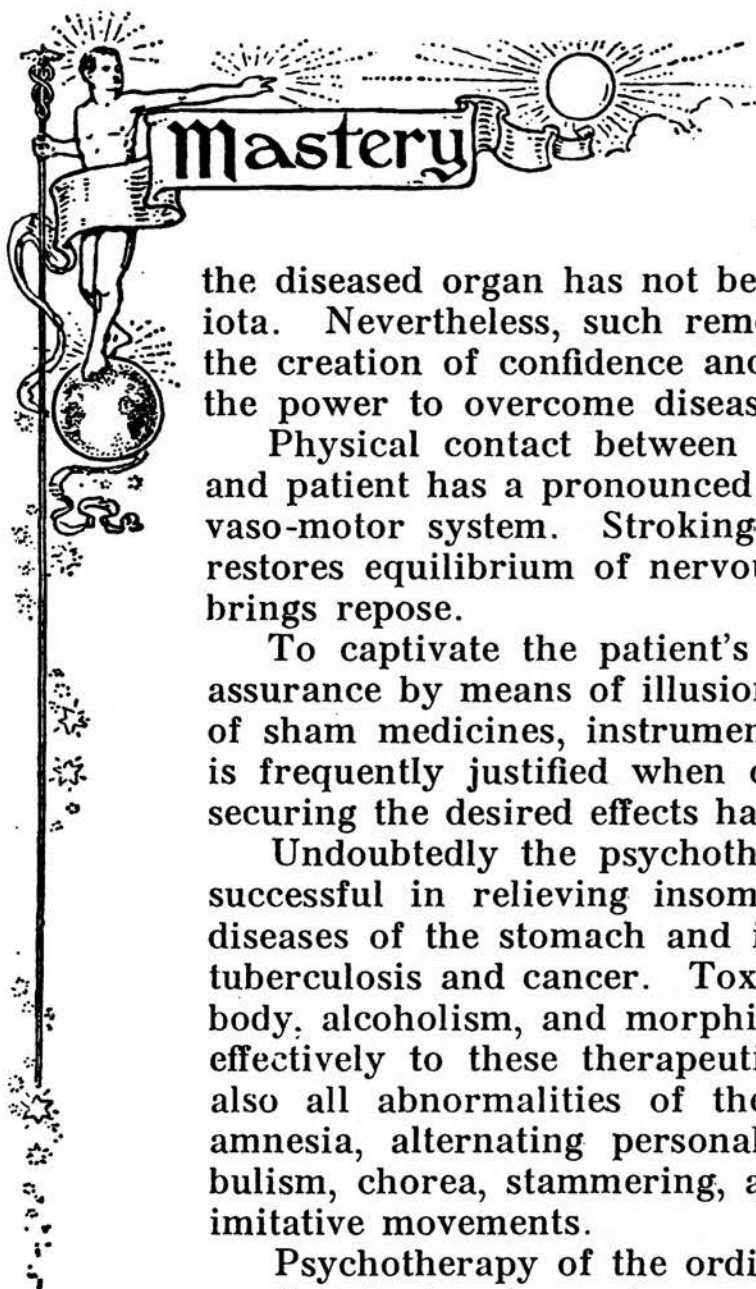 Mastery
the diseased organ has not be
iota. Nevertheless, such rem
the creation of confidence and
the power to overcome diseas
Physical contact between
and patient has a pronounced
vaso-motor system. Stroking
restores equilibrium of nervou
brings repose.
To captivate the patient's
assurance by means of illusion
of sham medicines, instrumen
is frequently justified when
securing the desired effects ha
Undoubtedly the psychoth
successful in relieving insom
diseases of the stomach and i
tuberculosis and cancer. Tox
body, alcoholism, and morphi
effectively to these therapeuti
also all abnormalities of the
amnesia, alternating personal
bulism, chorea, stammering, a
imitative movements.
Psychotherapy of the ordi